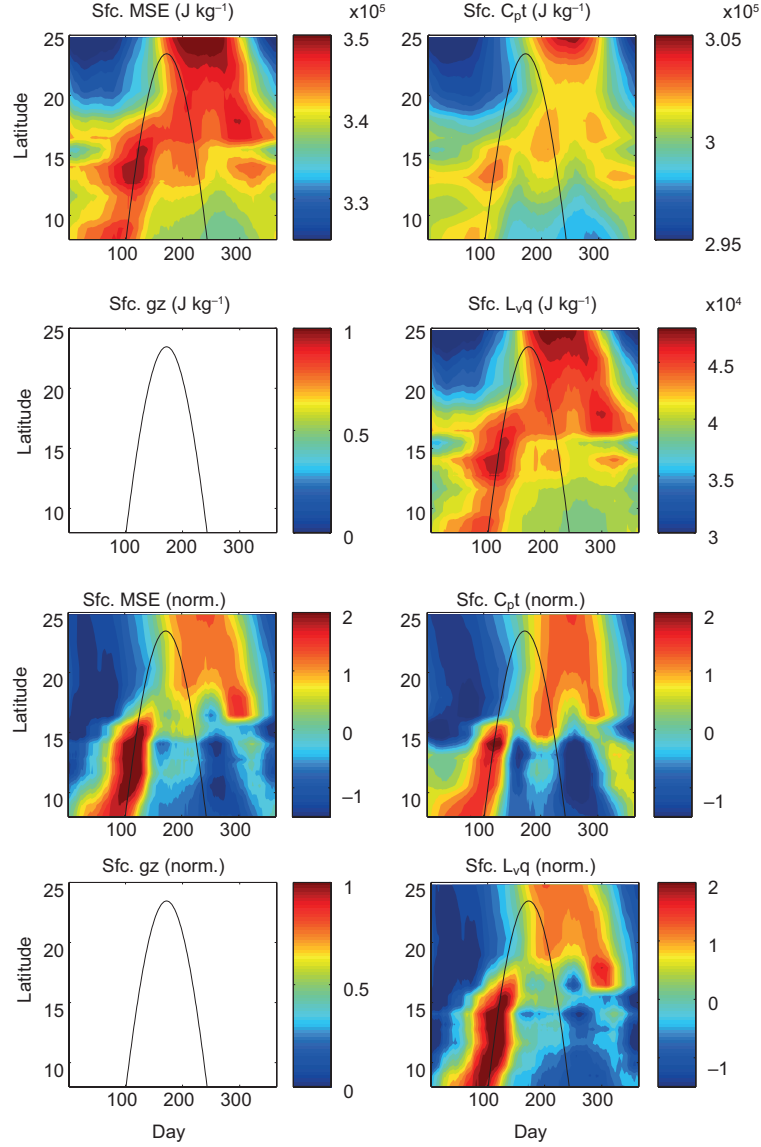 Sfc. MSE (J kg⁻¹)
x10⁵
Sfc. Cₚt (J kg⁻¹)
x10⁵
25
20
15
10
Latitude
100 200 300
3.5
3.4
3.3
25
20
15
10
100 200 300
3.05
3
2.95
Sfc. gz (J kg⁻¹)
Sfc. Lᵥq (J kg⁻¹)
x10⁴
25
20
15
10
Latitude
100 200 300
1
0.5
0
25
20
15
10
100 200 300
4.5
4
3.5
3
Sfc. MSE (norm.)
Sfc. Cₚt (norm.)
25
20
15
10
Latitude
100 200 300
2
1
0
−1
25
20
15
10
100 200 300
2
1
0
−1
Sfc. gz (norm.)
Sfc. Lᵥq (norm.)
25
20
15
10
Latitude
100 200 300
Day
1
0.5
0
25
20
15
10
100 200 300
Day
2
1
0
−1